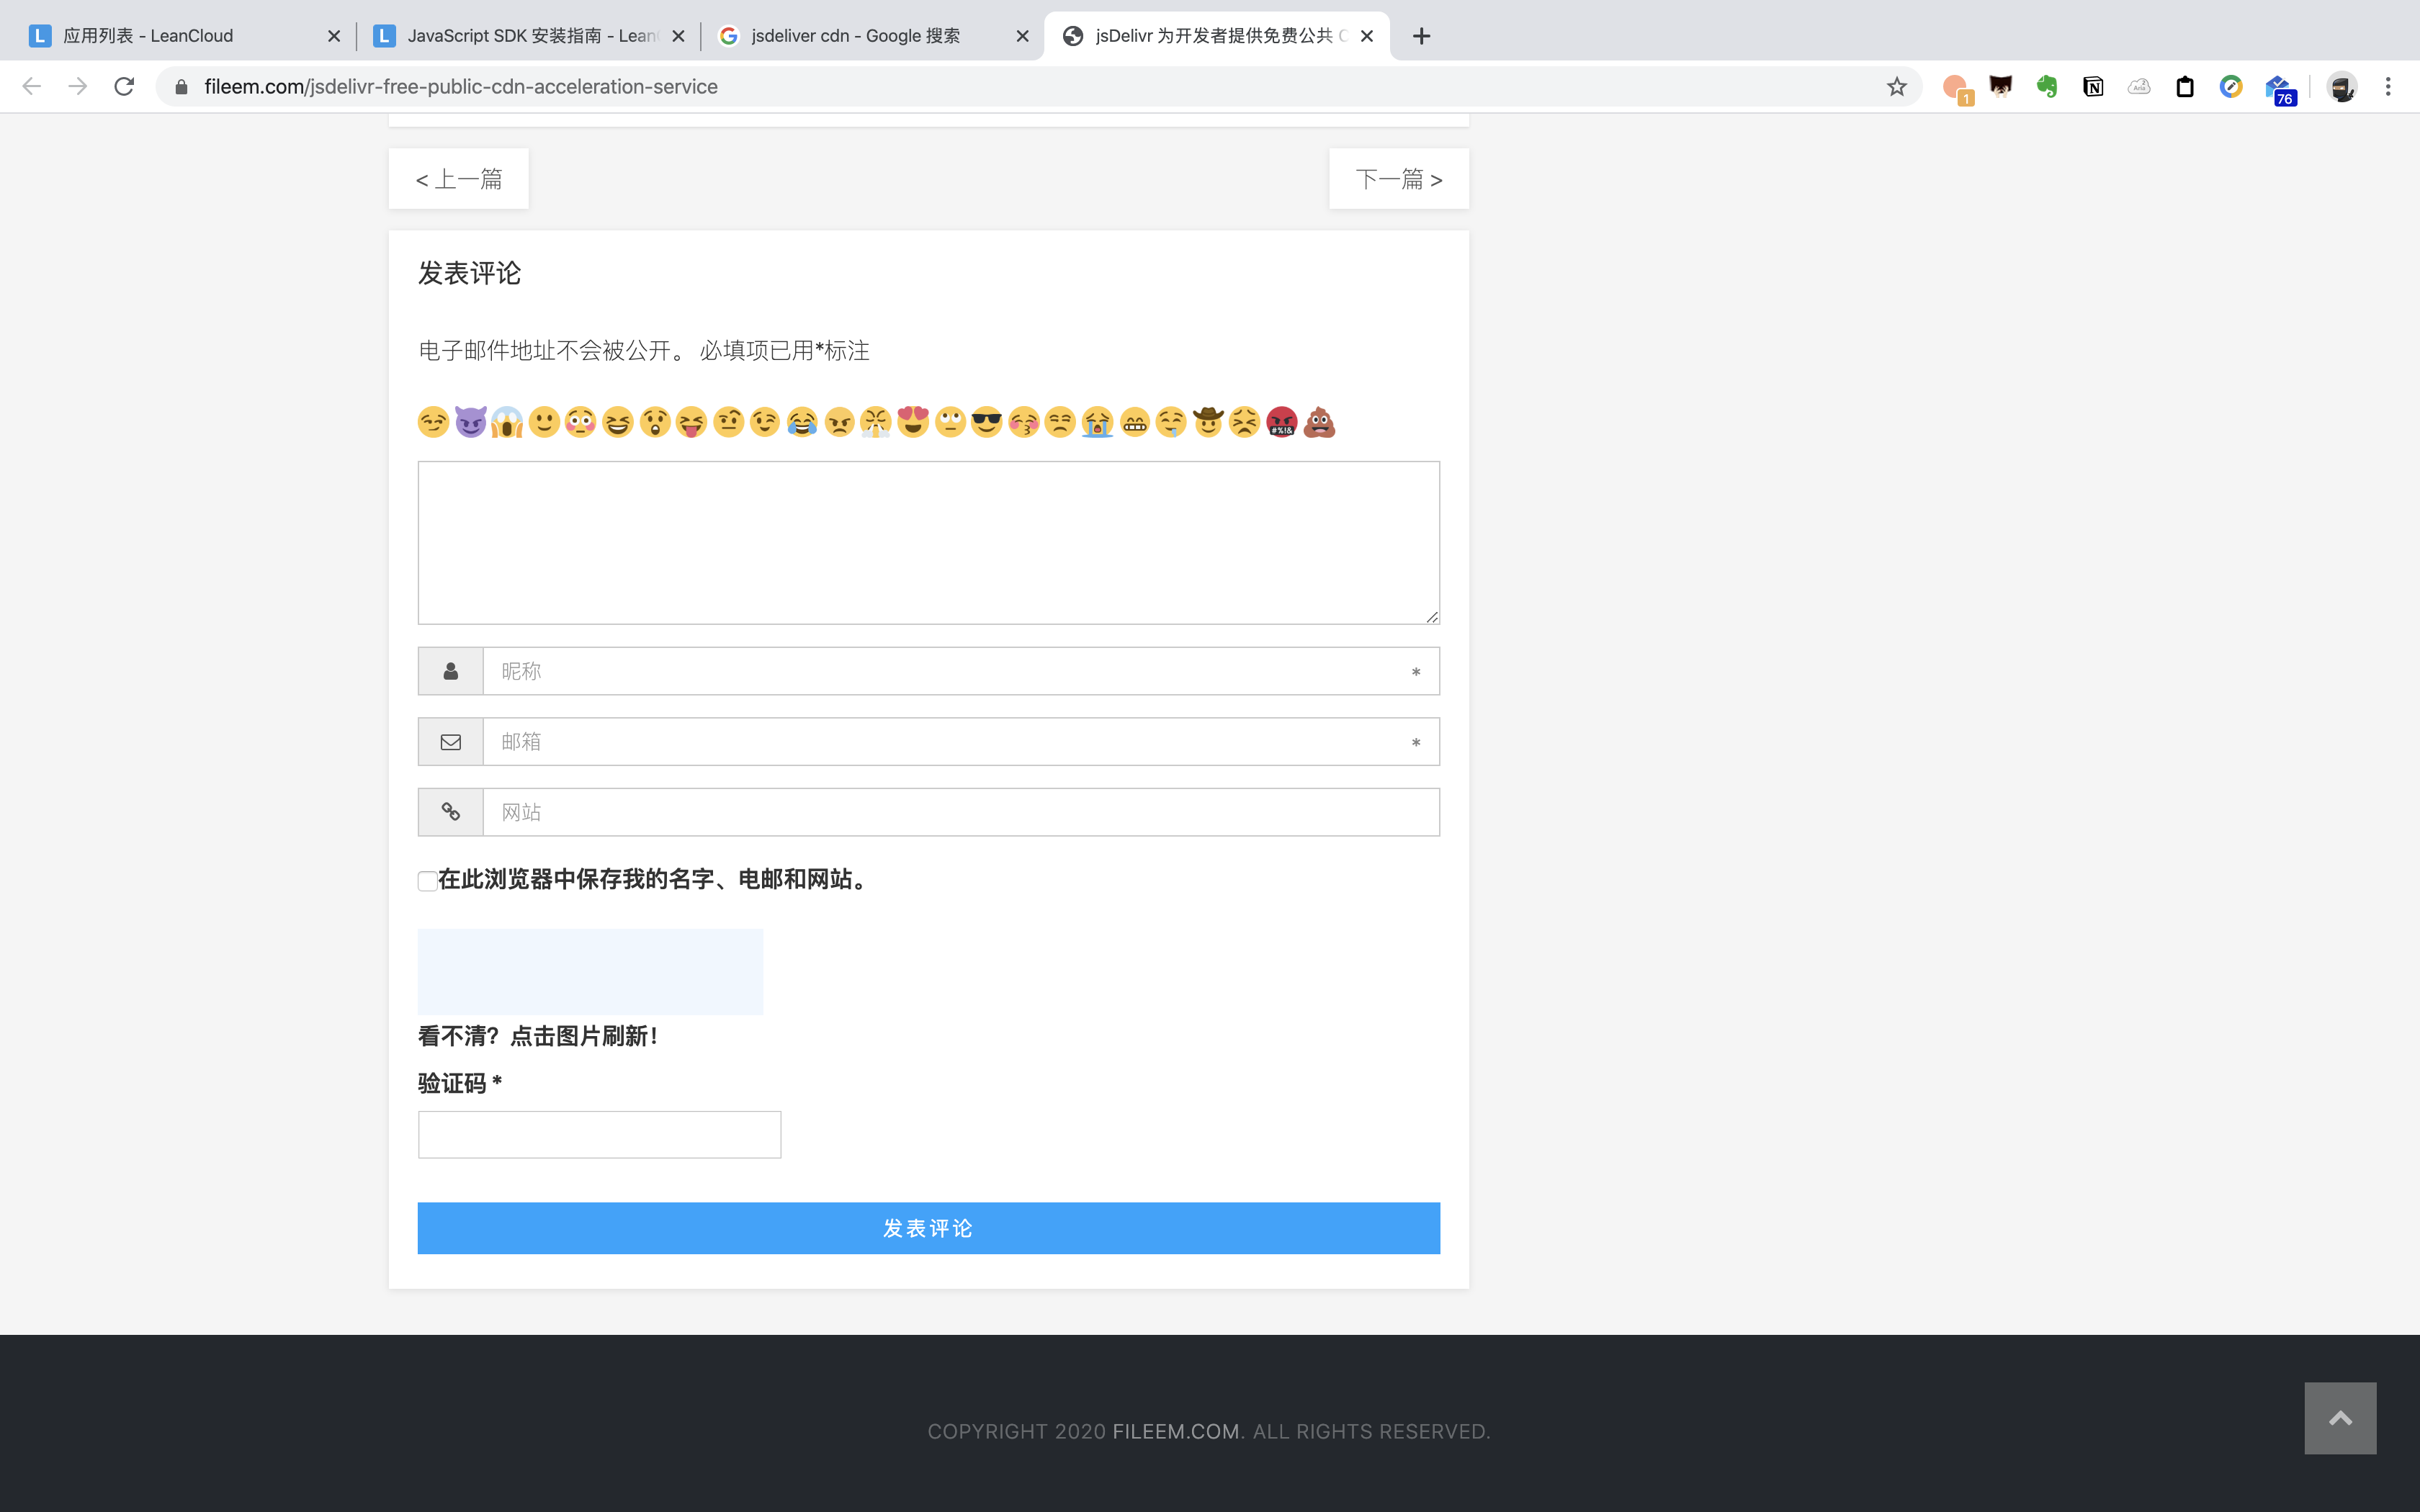 应用列表 - LeanCloud
JavaScript SDK 安装指南 - Lean
jsdeliver cdn - Google 搜索
jsDelivr 为开发者提供免费公共 C
fileem.com/jsdelivr-free-public-cdn-acceleration-service
1
76
< 上一篇
下一篇 >
发表评论
电子邮件地址不会被公开。 必填项已用*标注
昵称 *
邮箱 *
网站
在此浏览器中保存我的名字、电邮和网站。
看不清？点击图片刷新！
验证码 *
发表评论
COPYRIGHT 2020 FILEEM.COM. ALL RIGHTS RESERVED.